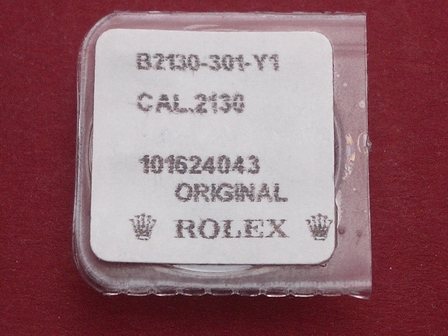 B2130-301-Y1
CAL.2130
101624043
ORIGINAL
ROLEX